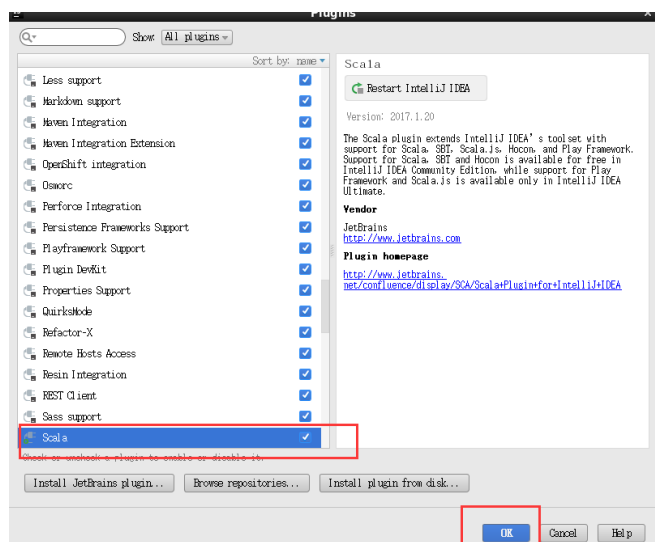 Plugins
Show: All plugins
Sort by: name
Less support
Markdown support
Maven Integration
Maven Integration Extension
OpenShift integration
Osmorc
Perforce Integration
Persistence Frameworks Support
Playframework Support
Plugin DevKit
Properties Support
QuirksMode
Refactor-X
Remote Hosts Access
Resin Integration
REST Client
Sass support
Scala
Check or uncheck a plugin to enable or disable it.
Install JetBrains plugin... Browse repositories... Install plugin from disk...
Scala
Restart IntelliJ IDEA
Version: 2017.1.20
The Scala plugin extends IntelliJ IDEA's toolset with
support for Scala, SBT, Scala.js, Hocon, and Play Framework.
Support for Scala, SBT and Hocon is available for free in
IntelliJ IDEA Community Edition, while support for Play
Framework and Scala.js is available only in IntelliJ IDEA
Ultimate.
Vendor
JetBrains
http://www.jetbrains.com
Plugin homepage
http://www.jetbrains.
net/confluence/display/SCA/Scala+Plugin+for+IntelliJ+IDEA
OK Cancel Help